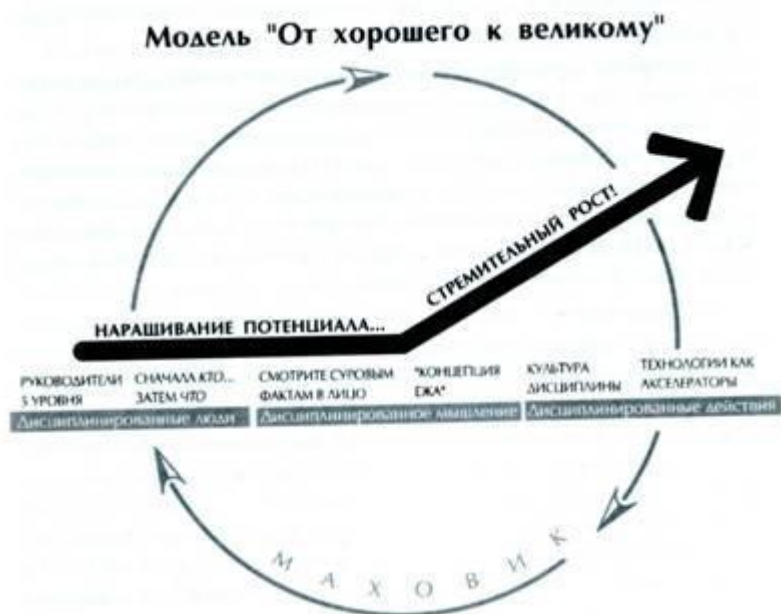 Модель "От хорошего к великому"
СТРЕМИТЕЛЬНЫЙ РОСТ!
НАРАЩИВАНИЕ ПОТЕНЦИАЛА...
РУКОВОДИТЕЛИ
5 УРОВНЯ
СНАЧАЛА КТО...
ЗАТЕМ ЧТО
СМОТРИТЕ СУРОВЫМ
ФАКТАМ В ЛИЦО
"КОНЦЕПЦИЯ
ЕЖА"
КУЛЬТУРА
ДИСЦИПЛИНЫ
ТЕХНОЛОГИИ КАК
АКСЕЛЕРАТОРЫ
Дисциплинированные люди
Дисциплинированное мышление
Дисциплинированные действия
МАХОВИК